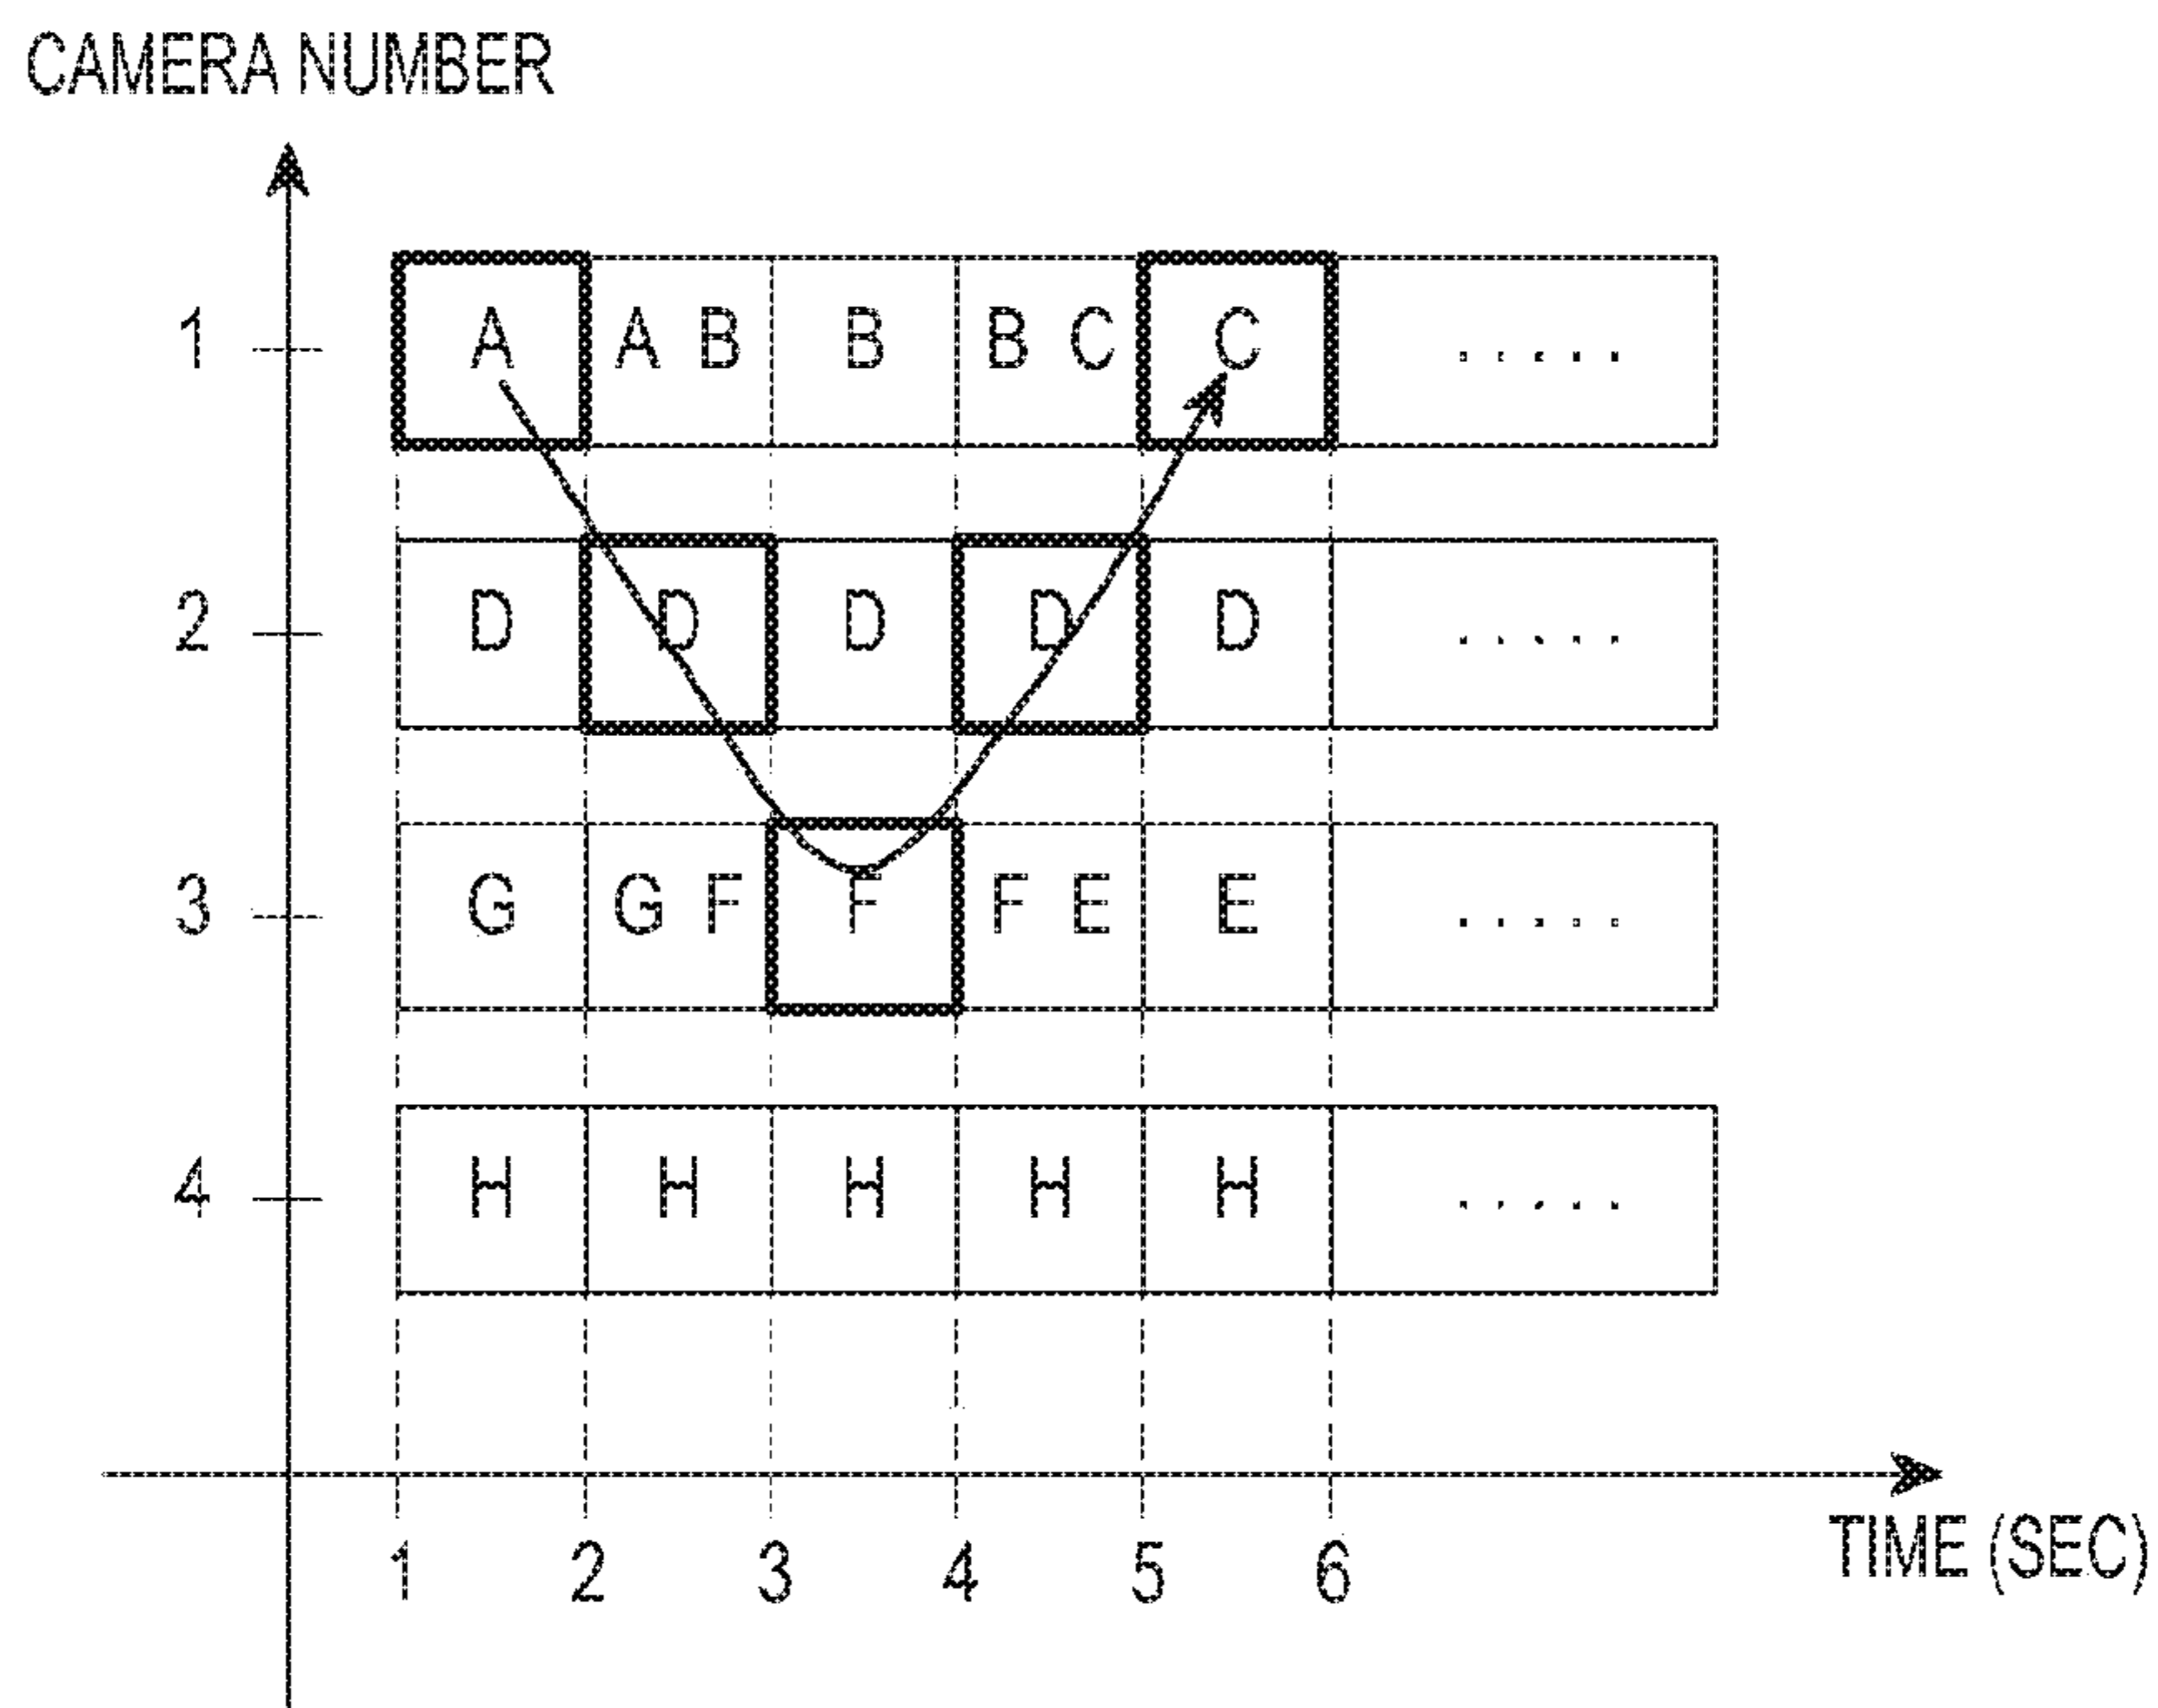 CAMERA NUMBER
1 A A B B B C C .....
2 D D D D D .....
3 G G F F F E E .....
4 H H H H H .....
1 2 3 4 5 6
TIME (SEC)